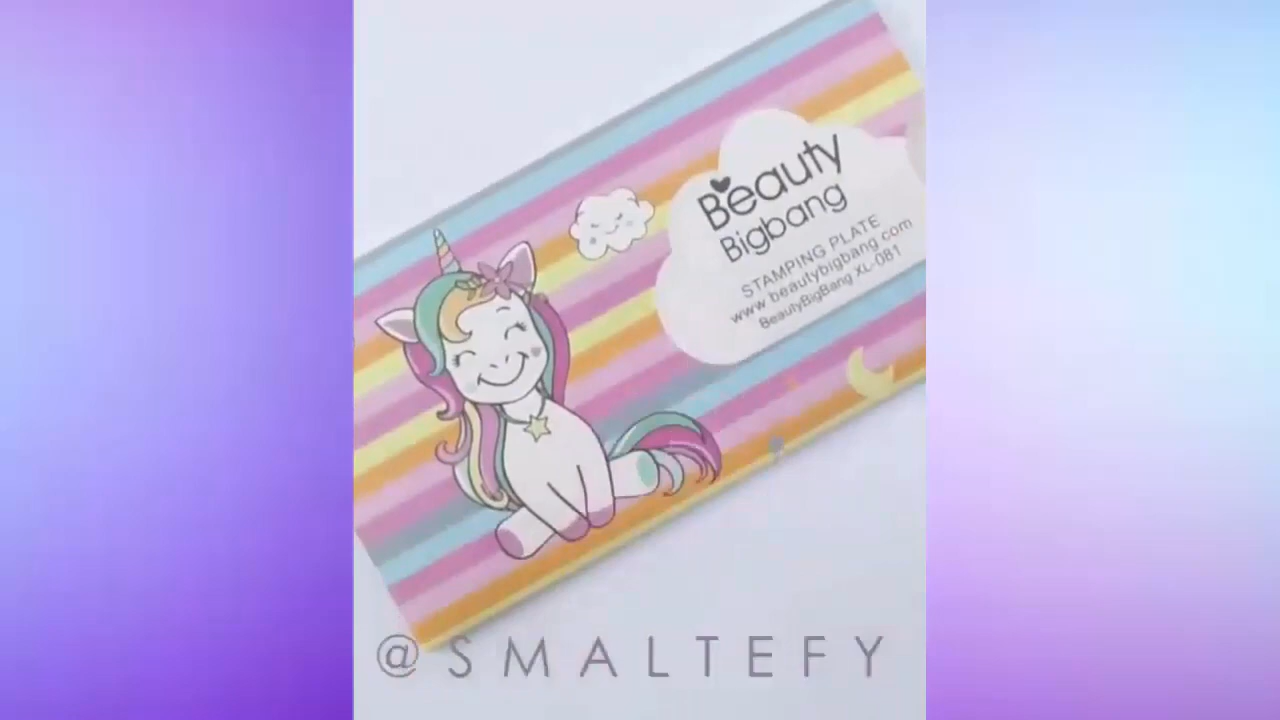 Beauty
Bigbang
STAMPING PLATE
www.beautybigbang.com
BeautyBigBang XL-081
@SMALTEFY